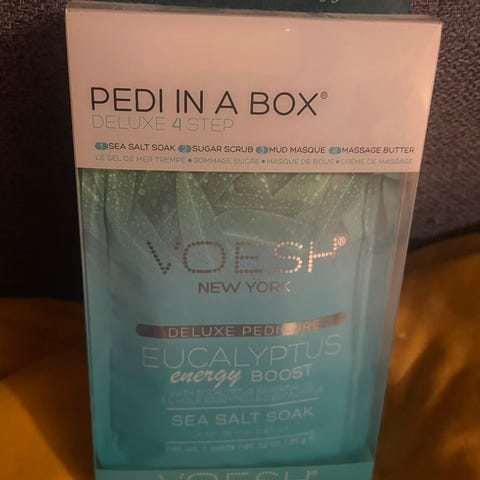 PEDI IN A BOX®
DELUXE 4 STEP
1 SEA SALT SOAK 2 SUGAR SCRUB 3 MUD MASQUE 4 MASSAGE BUTTER
LE SEL DE MER TREMPE • GOMMAGE SUCRE • MASQUE DE BOUE • CRÈME DE MASSAGE
VOESH®
NEW YORK
DELUXE PEDICURE
EUCALYPTUS
energy BOOST
SEA SALT SOAK
VOESH®